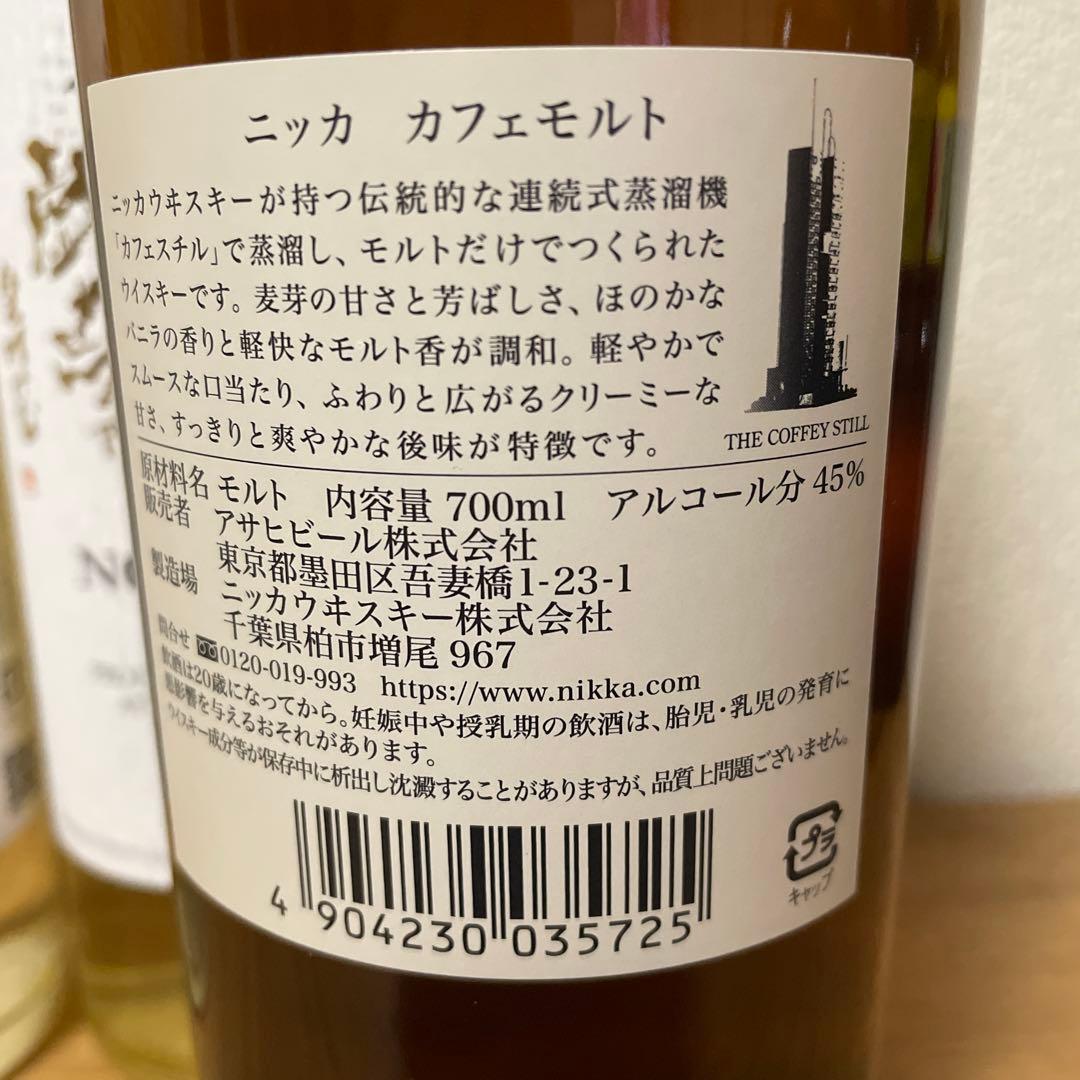 ニッカ カフェモルト
ニッカウヰスキーが持つ伝統的な連続式蒸溜機
「カフェスチル」で蒸溜し、モルトだけでつくられた
ウイスキーです。麦芽の甘さと芳ばしさ、ほのかな
バニラの香りと軽快なモルト香が調和。軽やかで
スムースな口当たり、ふわりと広がるクリーミーな
甘さ、すっきりと爽やかな後味が特徴です。
THE COFFEY STILL
原材料名 モルト 内容量 700ml アルコール分 45%
販売者 アサヒビール株式会社
東京都墨田区吾妻橋1-23-1
製造場 ニッカウヰスキー株式会社
千葉県柏市増尾 967
問合せ 0120-019-993 https://www.nikka.com
飲酒は20歳になってから。妊娠中や授乳期の飲酒は、胎児・乳児の発育に
悪影響を与えるおそれがあります。
ウイスキー成分等が保存中に析出し沈澱することがありますが、品質上問題ございません。
プラ
キャップ
4 904230 035725